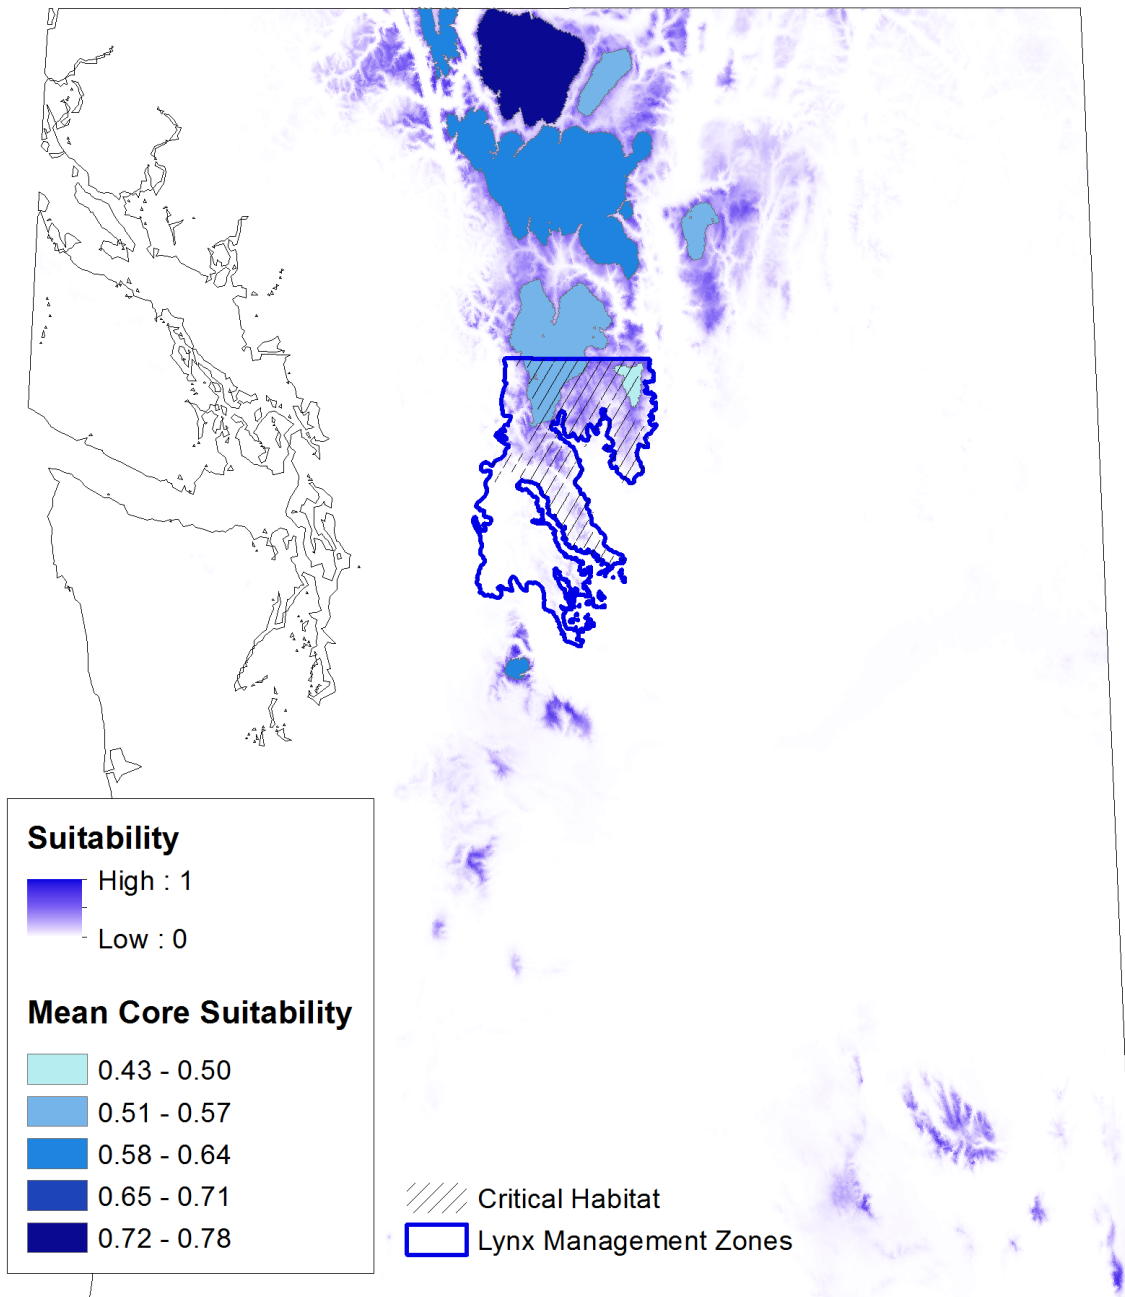 Suitability
High : 1
Low : 0
Mean Core Suitability
0.43 - 0.50
0.51 - 0.57
0.58 - 0.64
0.65 - 0.71
0.72 - 0.78
Critical Habitat
Lynx Management Zones